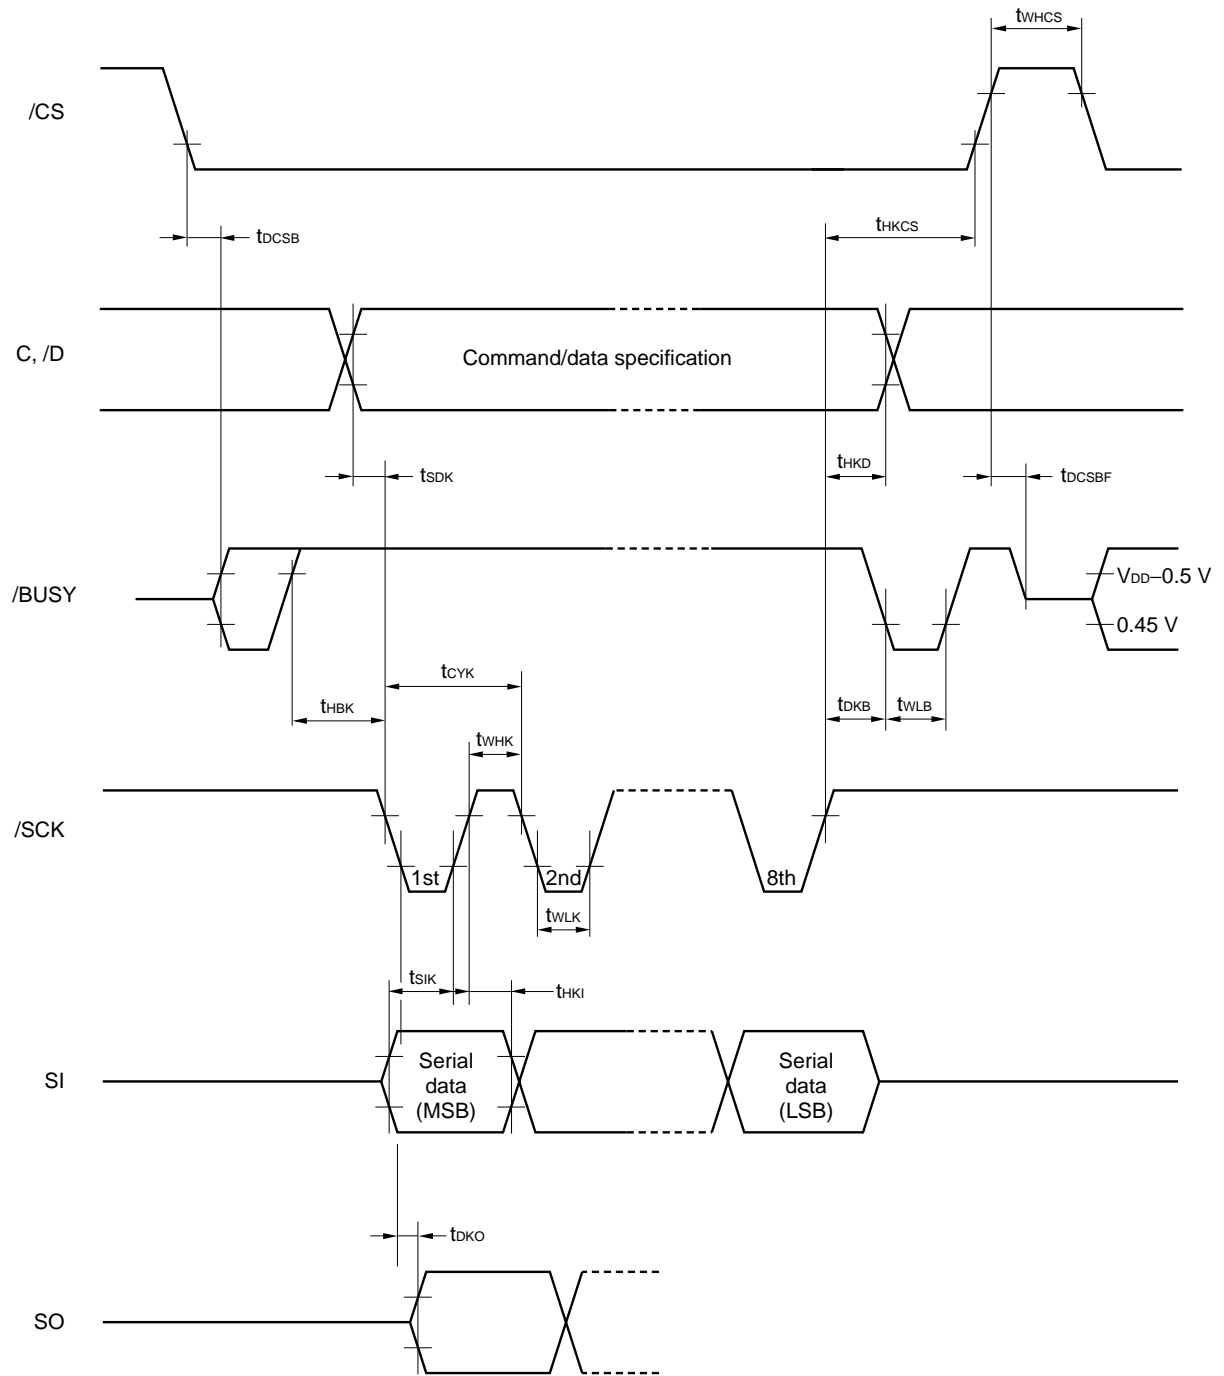 tWHCS
/CS
tDCSB
tHKCS
C, /D
Command/data specification
tSDK
tHKD
tDCSBF
/BUSY
VDD–0.5 V
0.45 V
tCYK
tHBK
tDKB
tWLB
tWHK
/SCK
1st
2nd
8th
tWLK
tSIK
tHKI
SI
Serial
data
(MSB)
Serial
data
(LSB)
tDKO
SO